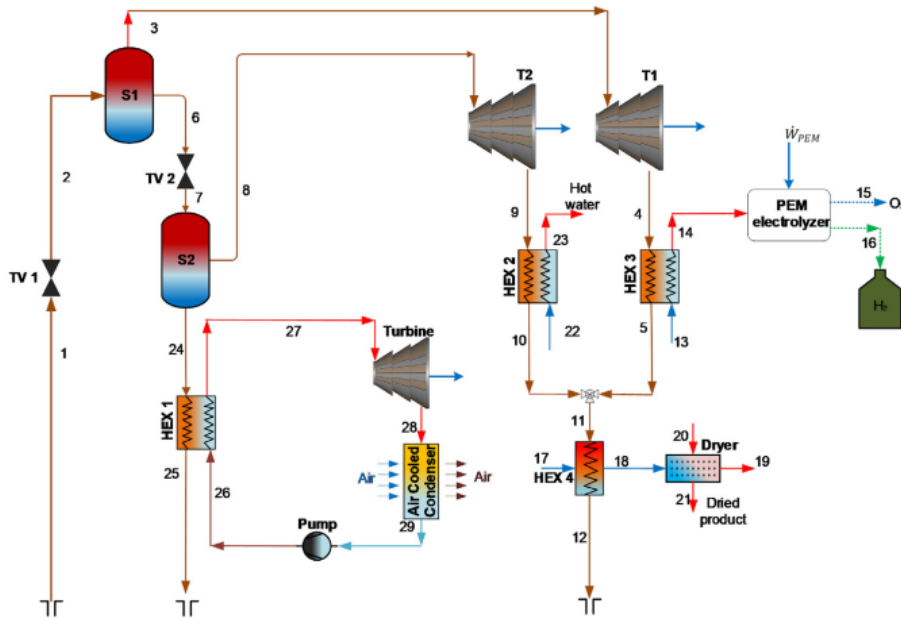 3
S1
T2
T1
2
6
TV 2
7
8
Ẇ_PEM
9
Hot
water
23
4
14
PEM
electrolyzer
15
O
16
H₂
S2
TV 1
HEX 2
HEX 3
1
24
27
Turbine
10
22
5
13
HEX 1
28
11
20
Dryer
25
26
Air
Air Cooled
Condenser
Air
17
HEX 4
18
19
21
Dried
product
29
Pump
12